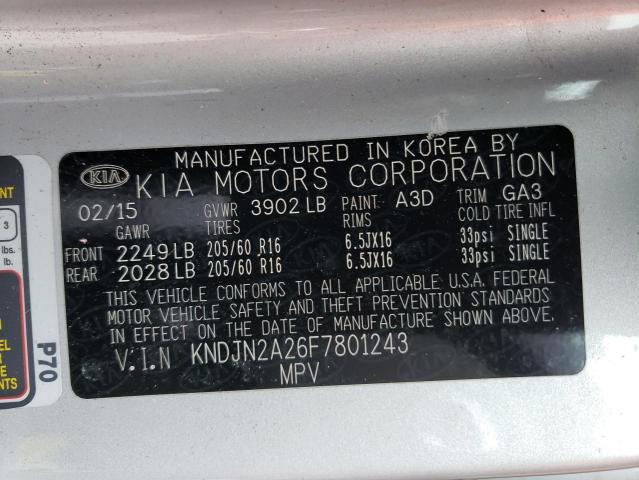 MANUFACTURED IN KOREA BY
KIA KIA MOTORS CORPORATION
02/15 GVWR 3902 LB PAINT A3D TRIM GA3
GAWR TIRES RIMS COLD TIRE INFL
FRONT 2249 LB 205/60 R16 6.5JX16 33psi SINGLE
REAR 2028 LB 205/60 R16 6.5JX16 33psi SINGLE
THIS VEHICLE CONFORMS TO ALL APPLICABLE U.S.A. FEDERAL
MOTOR VEHICLE SAFETY AND THEFT PREVENTION STANDARDS
IN EFFECT ON THE DATE OF MANUFACTURE SHOWN ABOVE.
V.I.N KNDJN2A26F7801243
MPV
3
lbs.
lb.
P70